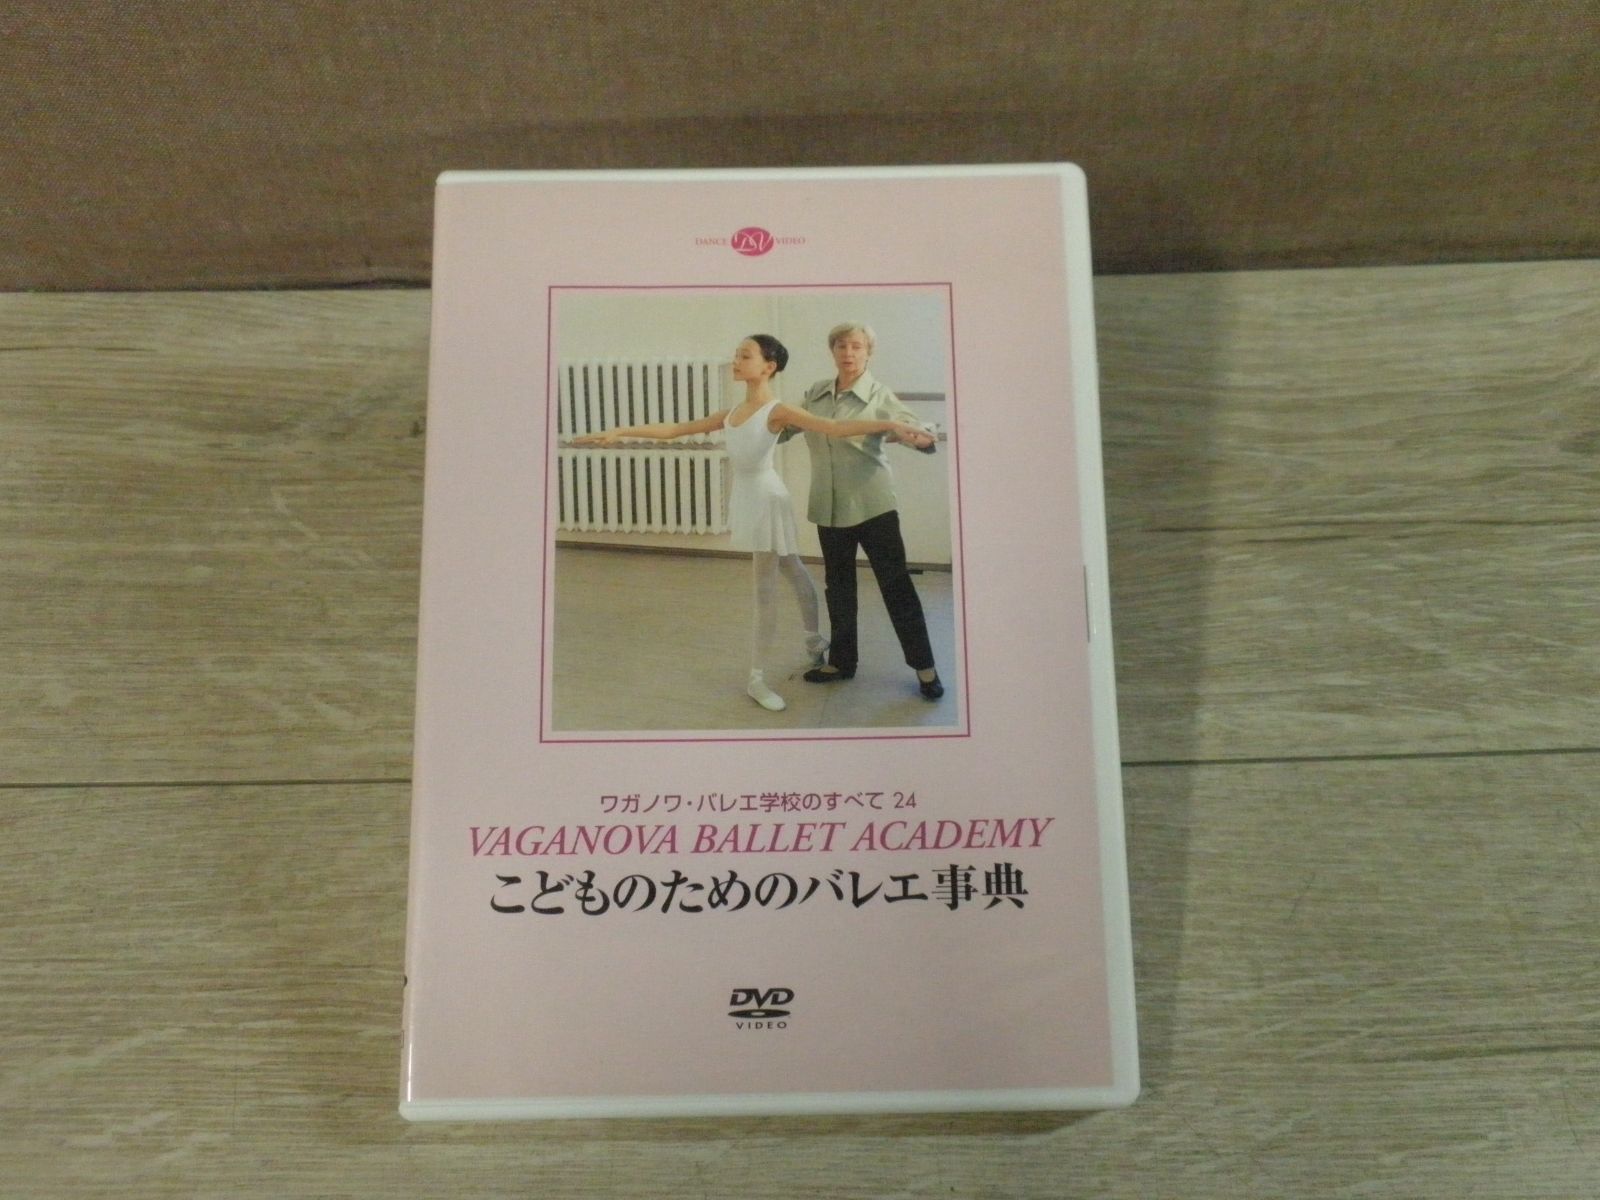 DANCE DV VIDEO
ワガノワ・バレエ学校のすべて 24
VAGANOVA BALLET ACADEMY
こどものためのバレエ事典
DVD
VIDEO